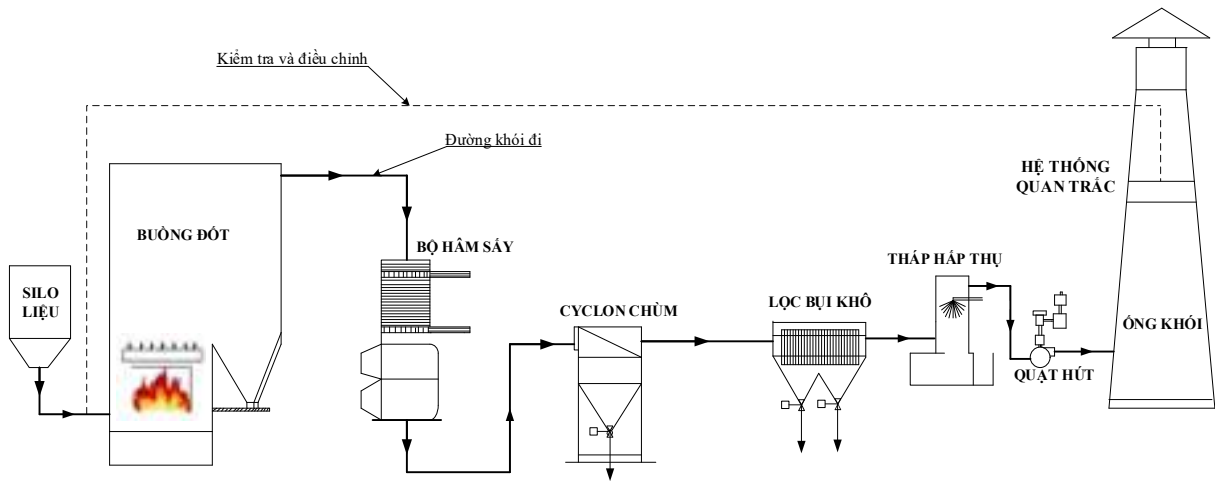 Kiểm tra và điều chỉnh
Đường khói đi
HỆ THỐNG
QUAN TRẮC
BUỒNG ĐỐT
BỘ HÂM SẤY
THÁP HẤP THỤ
SILO
LIỆU
CYCLON CHÙM
LỌC BỤI KHÔ
ỐNG KHÓI
QUẠT HÚT